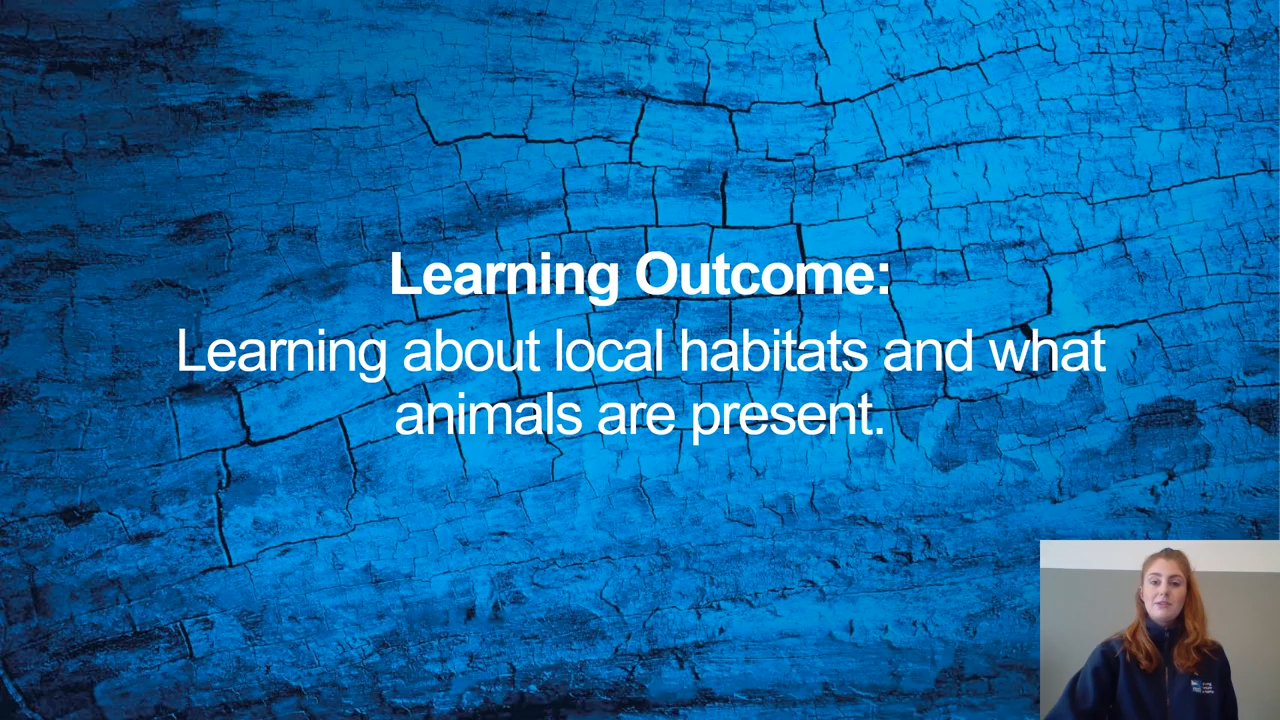 Learning Outcome:
Learning about local habitats and what
animals are present.